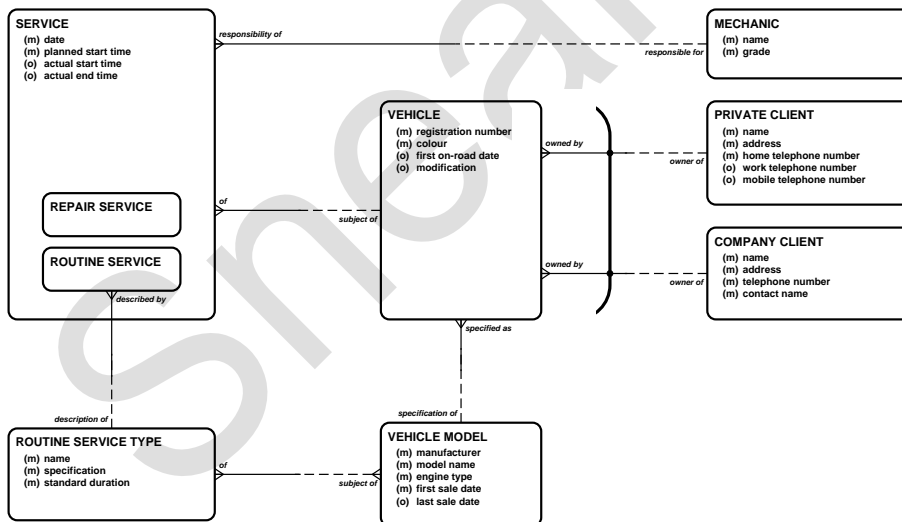 SERVICE
(m) date
(m) planned start time
(o) actual start time
(o) actual end time
REPAIR SERVICE
ROUTINE SERVICE
responsibility of
responsible for
MECHANIC
(m) name
(m) grade
VEHICLE
(m) registration number
(m) colour
(o) first on-road date
(o) modification
owned by
owner of
PRIVATE CLIENT
(m) name
(m) address
(m) home telephone number
(o) work telephone number
(o) mobile telephone number
of
subject of
owned by
owner of
COMPANY CLIENT
(m) name
(m) address
(m) telephone number
(m) contact name
described by
description of
specified as
specification of
ROUTINE SERVICE TYPE
(m) name
(m) specification
(m) standard duration
of
subject of
VEHICLE MODEL
(m) manufacturer
(m) model name
(m) engine type
(m) first sale date
(o) last sale date